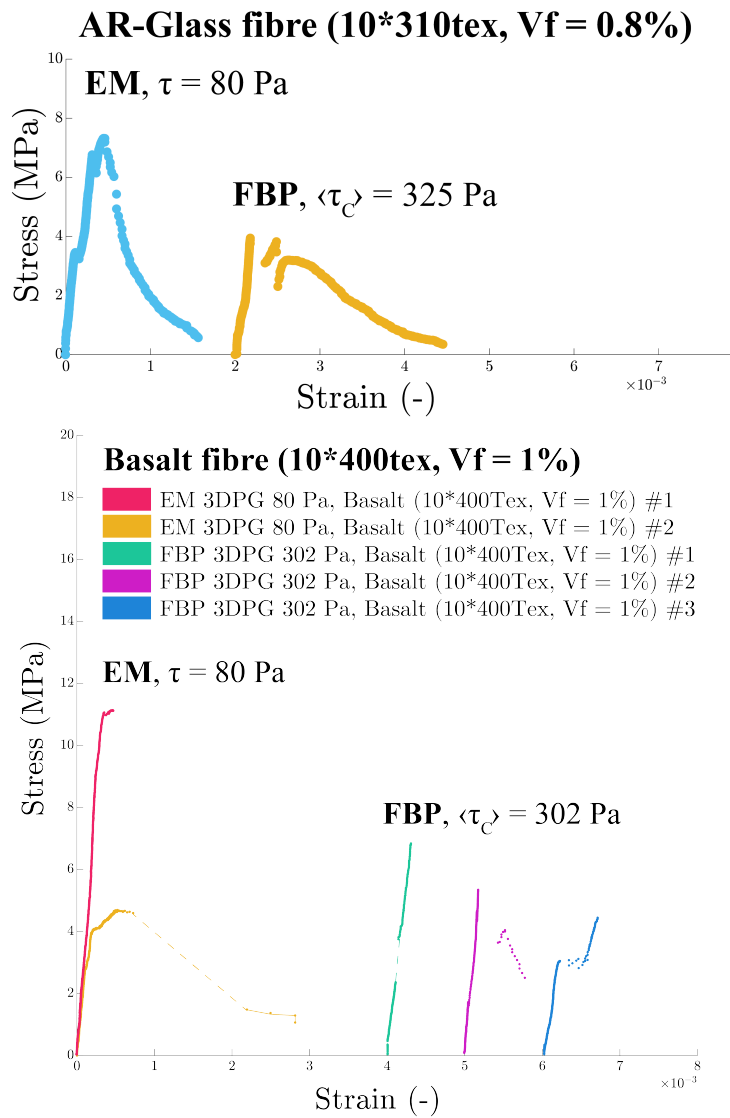 AR-Glass fibre (10*310tex, Vf = 0.8%)
10
EM, τ = 80 Pa
8
FBP, ‹τC› = 325 Pa
6
4
2
0
Stress (MPa)
0 1 2 3 4 5 6 7
×10⁻³
Strain (-)
20
Basalt fibre (10*400tex, Vf = 1%)
18
EM 3DPG 80 Pa, Basalt (10*400Tex, Vf = 1%) #1
EM 3DPG 80 Pa, Basalt (10*400Tex, Vf = 1%) #2
16
FBP 3DPG 302 Pa, Basalt (10*400Tex, Vf = 1%) #1
FBP 3DPG 302 Pa, Basalt (10*400Tex, Vf = 1%) #2
FBP 3DPG 302 Pa, Basalt (10*400Tex, Vf = 1%) #3
14
EM, τ = 80 Pa
12
10
8
FBP, ‹τC› = 302 Pa
6
4
2
0
Stress (MPa)
0 1 2 3 4 5 6 7 8
×10⁻³
Strain (-)